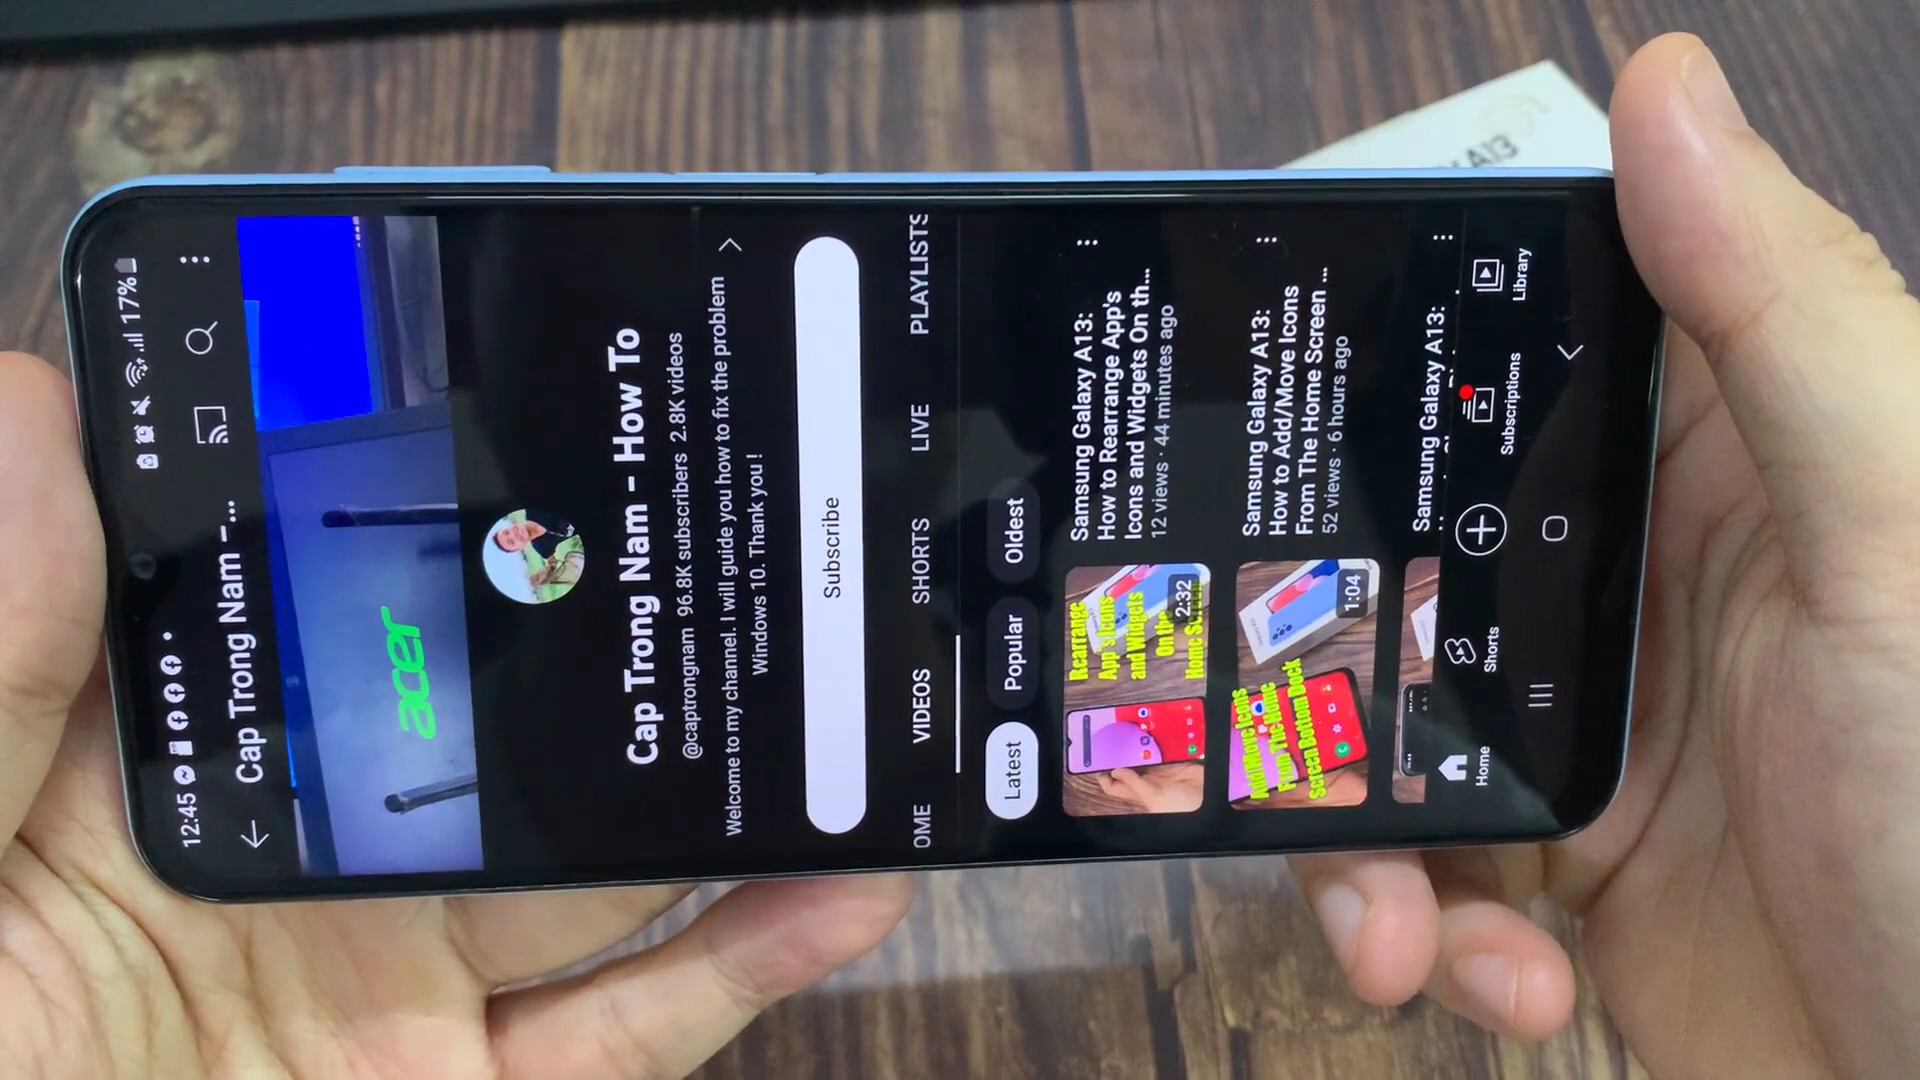 12:45
17%
Cap Trong Nam -...
acer
Cap Trong Nam - How To
@captrongnam 96.8K subscribers 2.8K videos
Welcome to my channel. I will guide you how to fix the problem
Windows 10. Thank you !
Subscribe
OME VIDEOS SHORTS LIVE PLAYLISTS
Latest Popular Oldest
Rearrange
App's Icons
and Widgets
On the
Home Screen
2:32
Samsung Galaxy A13:
How to Rearrange App's
Icons and Widgets On th...
12 views · 44 minutes ago
Add/Move Icons
From The Home
Screen Bottom Dock
1:04
Samsung Galaxy A13:
How to Add/Move Icons
From The Home Screen ...
52 views · 6 hours ago
Samsung Galaxy A13:
Home
Shorts
Subscriptions
Library
A13